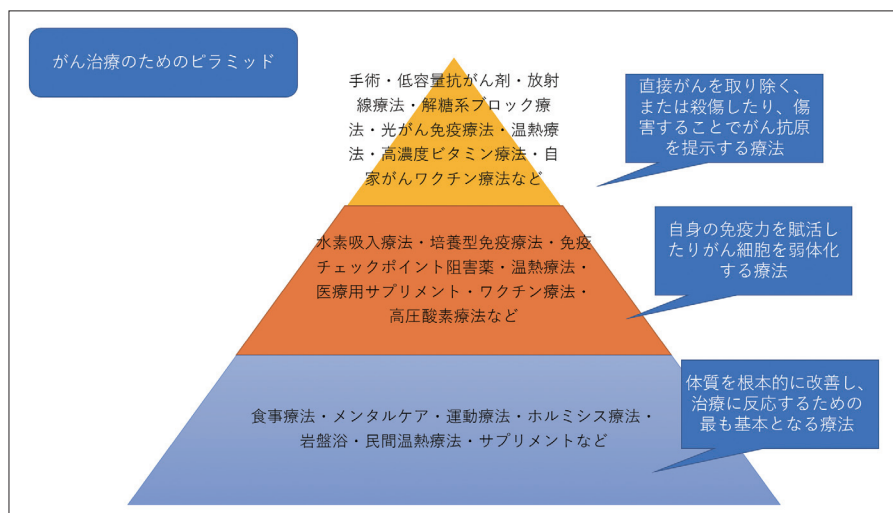 がん治療のためのピラミッド
手術・低容量抗がん剤・放射
線療法・解糖系ブロック療
法・光がん免疫療法・温熱療
法・高濃度ビタミン療法・自
家がんワクチン療法など
直接がんを取り除く、
または殺傷したり、傷
害することでがん抗原
を提示する療法
水素吸入療法・培養型免疫療法・免疫
チェックポイント阻害薬・温熱療法・
医療用サプリメント・ワクチン療法・
高圧酸素療法など
自身の免疫力を賦活し
たりがん細胞を弱体化
する療法
食事療法・メンタルケア・運動療法・ホルミシス療法・
岩盤浴・民間温熱療法・サプリメントなど
体質を根本的に改善し、
治療に反応するための
最も基本となる療法